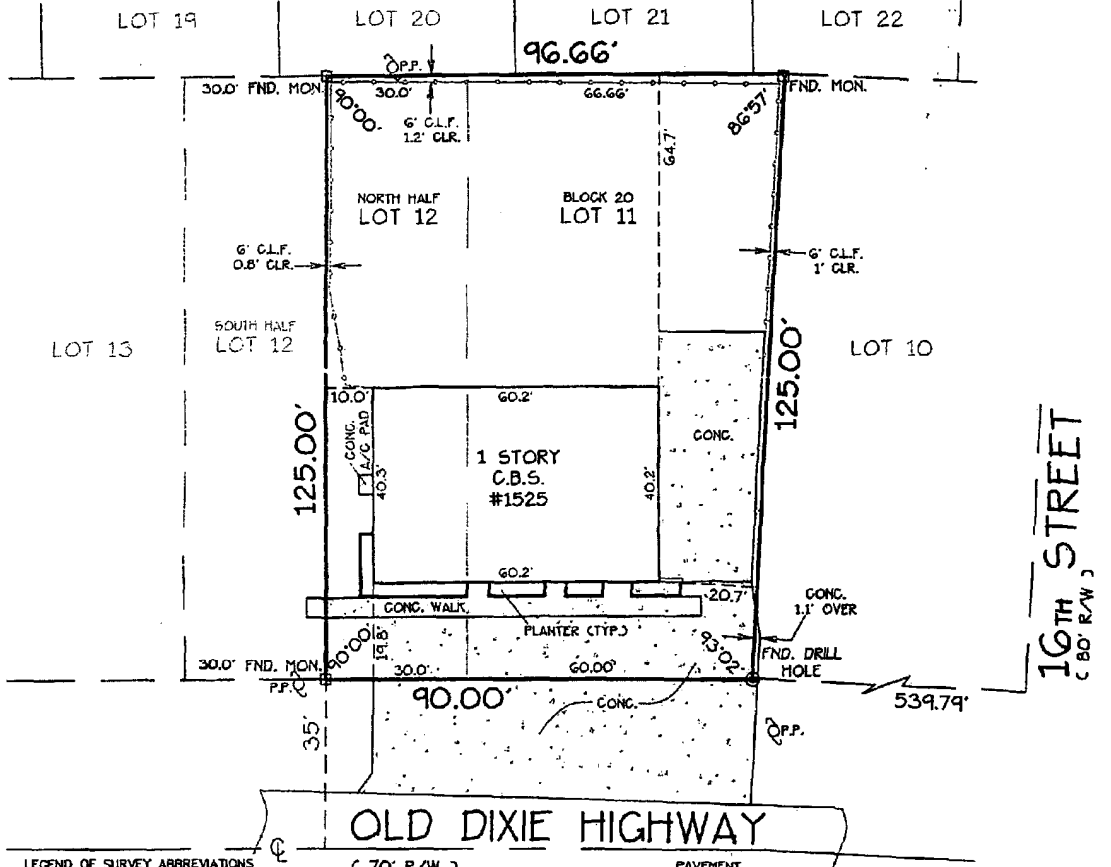 LOT 19
LOT 20
LOT 21
LOT 22
96.66'
P.P.
30.0' FND. MON.
30.0'
66.66'
FND. MON.
90°00'
86°57'
6' C.L.F.
1.2' CLR.
64.7'
NORTH HALF
LOT 12
BLOCK 20
LOT 11
6' C.L.F.
0.8' CLR.
6' C.L.F.
1' CLR.
SOUTH HALF
LOT 12
LOT 13
LOT 10
125.00'
125.00'
10.0'
60.2'
CONC.
A/C PAD
40.3'
1 STORY
C.B.S.
#1525
40.2'
CONC.
16TH STREET
( 80' R/W )
60.2'
20.7'
CONC.
1.1' OVER
CONC. WALK
PLANTER (TYP.)
90°00'
19.8'
93°02'
FND. DRILL
HOLE
30.0' FND. MON.
P.P.
30.0'
60.00'
90.00'
CONC.
539.79'
35'
P.P.
OLD DIXIE HIGHWAY
LEGEND OF SURVEY ABBREVIATIONS
( 70' R/W )
PAVEMENT